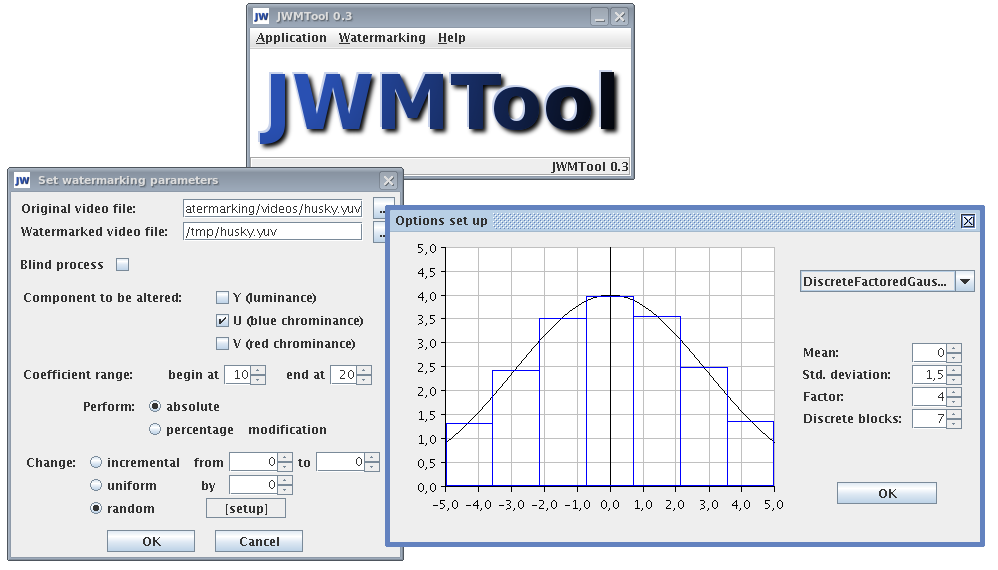 JW JWMTool 0.3
Application Watermarking Help
JWMTool
JWMTool 0.3
JW Set watermarking parameters
Original video file: atermarking/videos/husky.yuv ..
Watermarked video file: /tmp/husky.yuv ..
Blind process
Component to be altered: Y (luminance)
U (blue chrominance)
V (red chrominance)
Coefficient range: begin at 10 end at 20
Perform: absolute
percentage modification
Change: incremental from 0 to 0
uniform by 0
random [setup]
OK Cancel
Options set up
5,0
4,5
4,0
3,5
3,0
2,5
2,0
1,5
1,0
0,5
0,0
-5,0 -4,0 -3,0 -2,0 -1,0 0,0 1,0 2,0 3,0 4,0 5,0
DiscreteFactoredGaus...
Mean: 0
Std. deviation: 1,5
Factor: 4
Discrete blocks: 7
OK